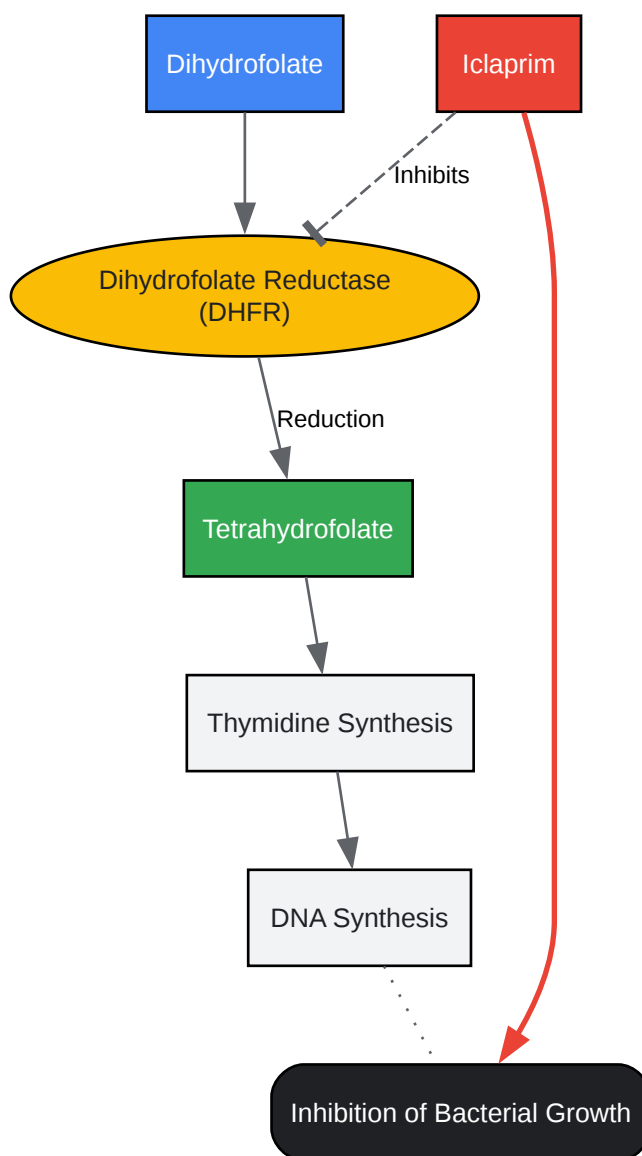 Dihydrofolate
Iclaprim
Inhibits
Dihydrofolate Reductase
(DHFR)
Reduction
Tetrahydrofolate
Thymidine Synthesis
DNA Synthesis
Inhibition of Bacterial Growth